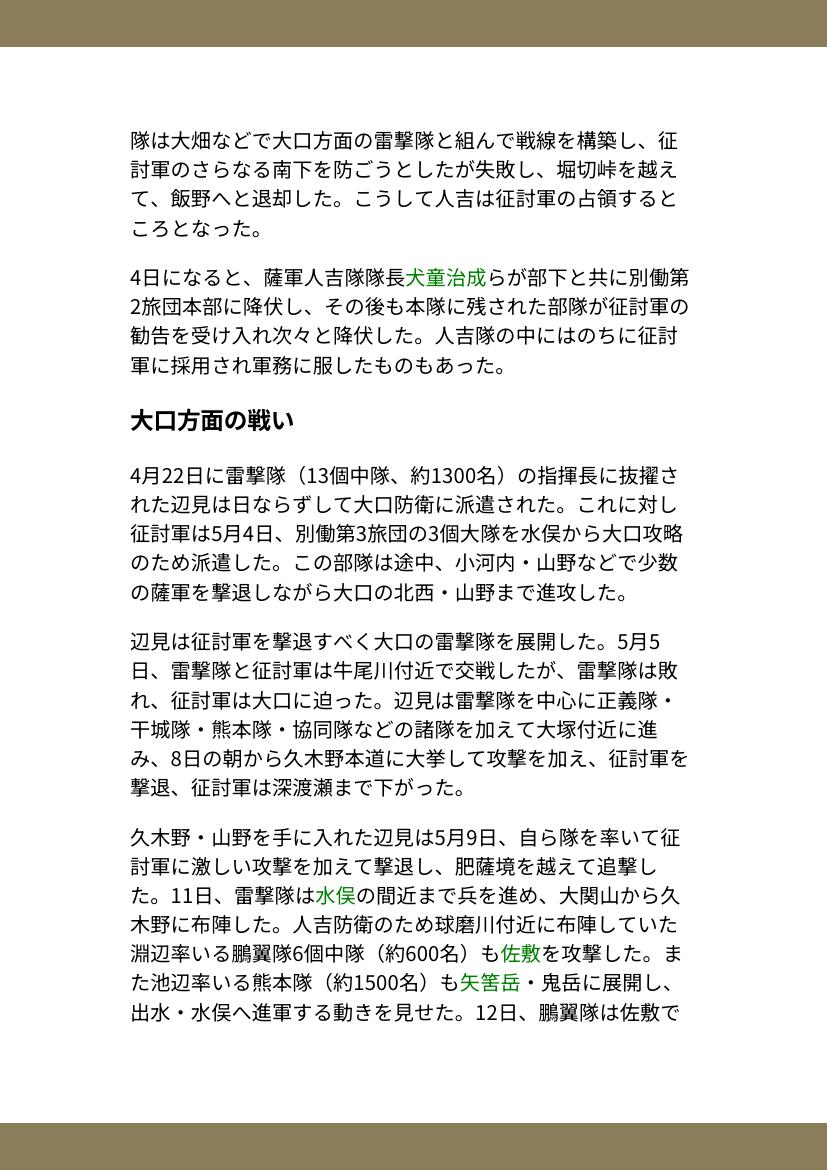 隊は大畑などで大口方面の雷撃隊と組んで戦線を構築し、征
討軍のさらなる南下を防ごうとしたが失敗し、堀切峠を越え
て、飯野へと退却した。こうして人吉は征討軍の占領すると
ころとなった。
4日になると、薩軍人吉隊隊長犬童治成らが部下と共に別働第
2旅団本部に降伏し、その後も本隊に残された部隊が征討軍の
勧告を受け入れ次々と降伏した。人吉隊の中にはのちに征討
軍に採用され軍務に服したものもあった。
大口方面の戦い
4月22日に雷撃隊（13個中隊、約1300名）の指揮長に抜擢さ
れた辺見は日ならずして大口防衛に派遣された。これに対し
征討軍は5月4日、別働第3旅団の3個大隊を水俣から大口攻略
のため派遣した。この部隊は途中、小河内・山野などで少数
の薩軍を撃退しながら大口の北西・山野まで進攻した。
辺見は征討軍を撃退すべく大口の雷撃隊を展開した。5月5
日、雷撃隊と征討軍は牛尾川付近で交戦したが、雷撃隊は敗
れ、征討軍は大口に迫った。辺見は雷撃隊を中心に正義隊・
干城隊・熊本隊・協同隊などの諸隊を加えて大塚付近に進
み、8日の朝から久木野本道に大挙して攻撃を加え、征討軍を
撃退、征討軍は深渡瀬まで下がった。
久木野・山野を手に入れた辺見は5月9日、自ら隊を率いて征
討軍に激しい攻撃を加えて撃退し、肥薩境を越えて追撃し
た。11日、雷撃隊は水俣の間近まで兵を進め、大関山から久
木野に布陣した。人吉防衛のため球磨川付近に布陣していた
淵辺率いる鵬翼隊6個中隊（約600名）も佐敷を攻撃した。ま
た池辺率いる熊本隊（約1500名）も矢筈岳・鬼岳に展開し、
出水・水俣へ進軍する動きを見せた。12日、鵬翼隊は佐敷で